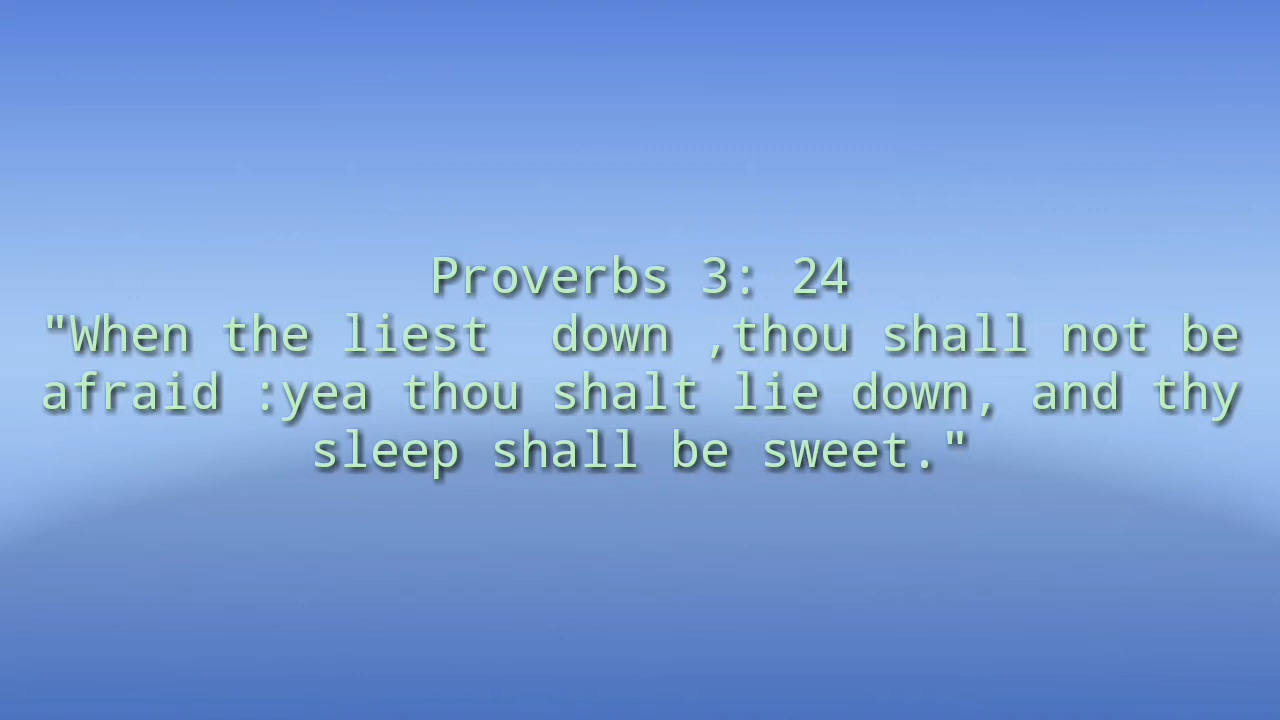 Proverbs 3: 24
"When the liest  down ,thou shall not be
afraid :yea thou shalt lie down, and thy
sleep shall be sweet."